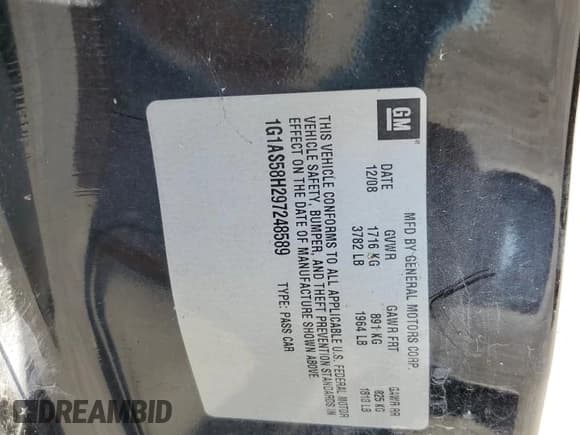 GM
MFD BY GENERAL MOTORS CORP.
DATE GVWR GAWR FRT GAWR RR
12/08 1716 KG 891 KG 825 KG
3782 LB 1964 LB 1818 LB
THIS VEHICLE CONFORMS TO ALL APPLICABLE U.S. FEDERAL MOTOR
VEHICLE SAFETY, BUMPER, AND THEFT PREVENTION STANDARDS IN
EFFECT ON THE DATE OF MANUFACTURE SHOWN ABOVE.
1G1AS58H297248589 TYPE: PASS CAR
DREAMBID